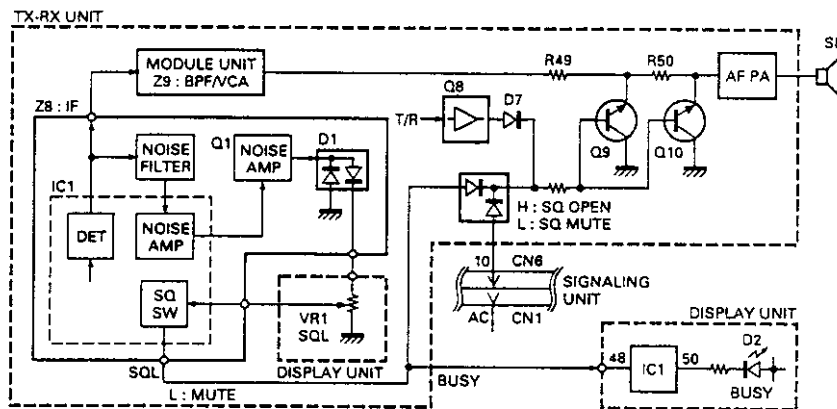 TX-RX UNIT
MODULE UNIT
Z9 : BPF/VCA
R49
R50
AF PA
Z8 : IF
Q8
D7
T/R
Q9
Q10
NOISE
FILTER
Q1
NOISE
AMP
D1
IC1
DET
NOISE
AMP
H : SQ OPEN
L : SQ MUTE
10
CN6
SIGNALING
UNIT
AC
CN1
SQ
SW
VR1
SQL
DISPLAY UNIT
SQL
L : MUTE
BUSY
DISPLAY UNIT
48
IC1
50
D2
BUSY